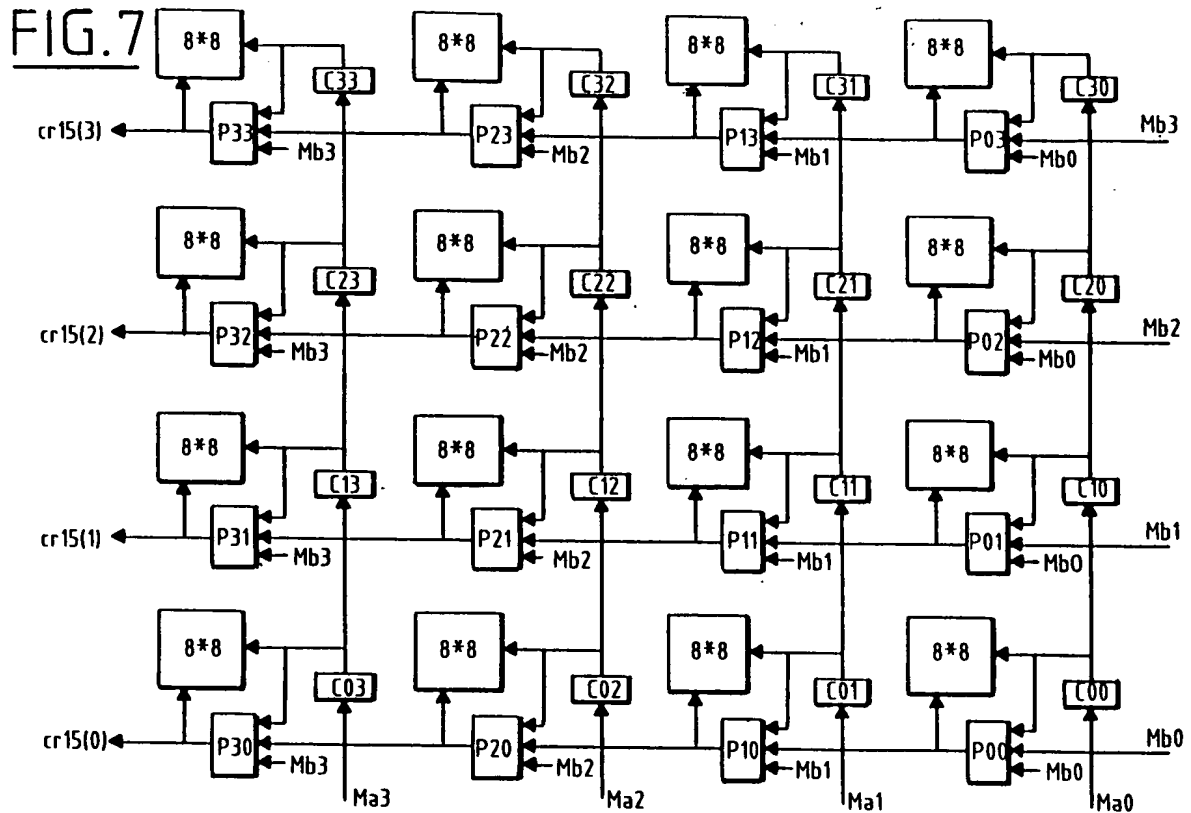 FIG.7
8*8 8*8 8*8 8*8
C33 C32 C31 C30
cr15(3) P33 P23 P13 P03 Mb3
Mb3 Mb2 Mb1 Mb0
8*8 8*8 8*8 8*8
C23 C22 C21 C20
cr15(2) P32 P22 P12 P02 Mb2
Mb3 Mb2 Mb1 Mb0
8*8 8*8 8*8 8*8
C13 C12 C11 C10
cr15(1) P31 P21 P11 P01 Mb1
Mb3 Mb2 Mb1 Mb0
8*8 8*8 8*8 8*8
C03 C02 C01 C00
cr15(0) P30 P20 P10 P00 Mb0
Mb3 Mb2 Mb1 Mb0
Ma3 Ma2 Ma1 Ma0